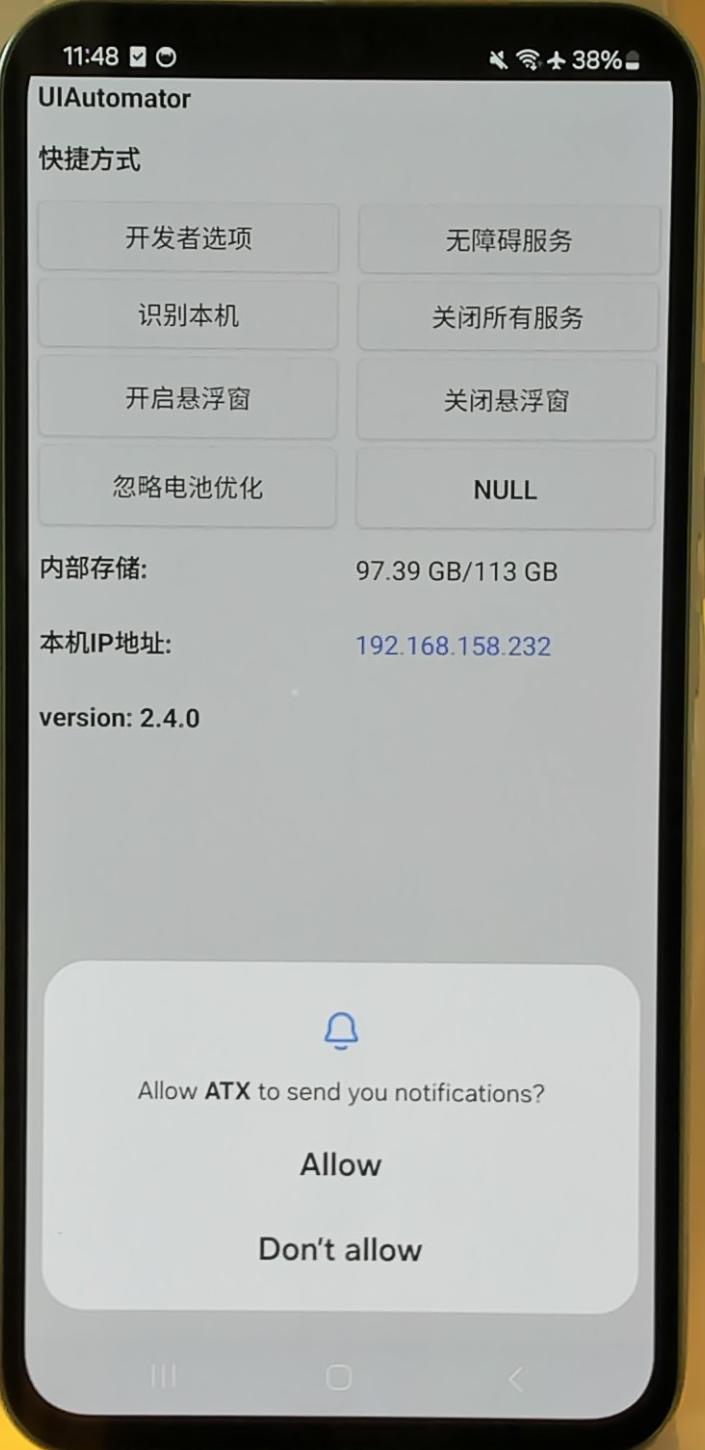 11:48 38%
UIAutomator
快捷方式
开发者选项 无障碍服务
识别本机 关闭所有服务
开启悬浮窗 关闭悬浮窗
忽略电池优化 NULL
内部存储: 97.39 GB/113 GB
本机IP地址: 192.168.158.232
version: 2.4.0
Allow ATX to send you notifications?
Allow
Don't allow